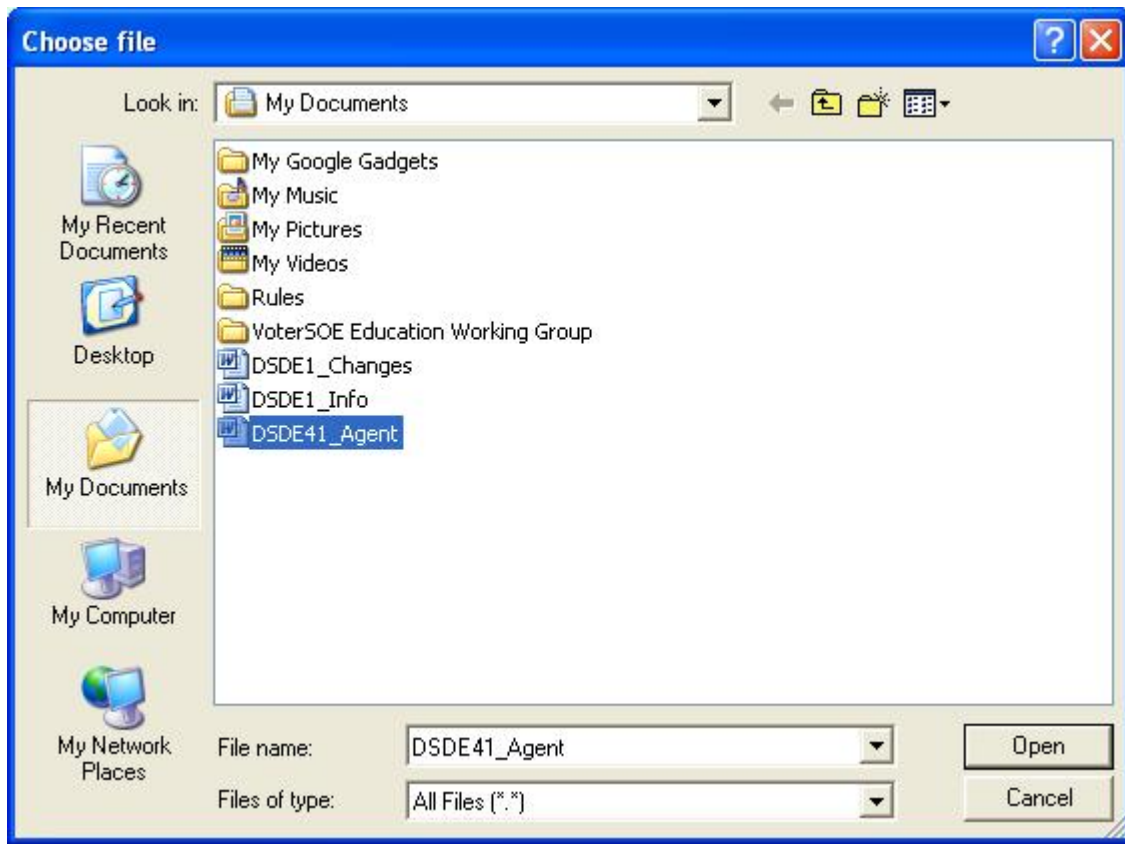 Choose file
Look in: My Documents
My Recent
Documents
Desktop
My Documents
My Computer
My Network
Places
My Google Gadgets
My Music
My Pictures
My Videos
Rules
VoterSOE Education Working Group
DSDE1_Changes
DSDE1_Info
DSDE41_Agent
File name: DSDE41_Agent Open
Files of type: All Files (*.*) Cancel